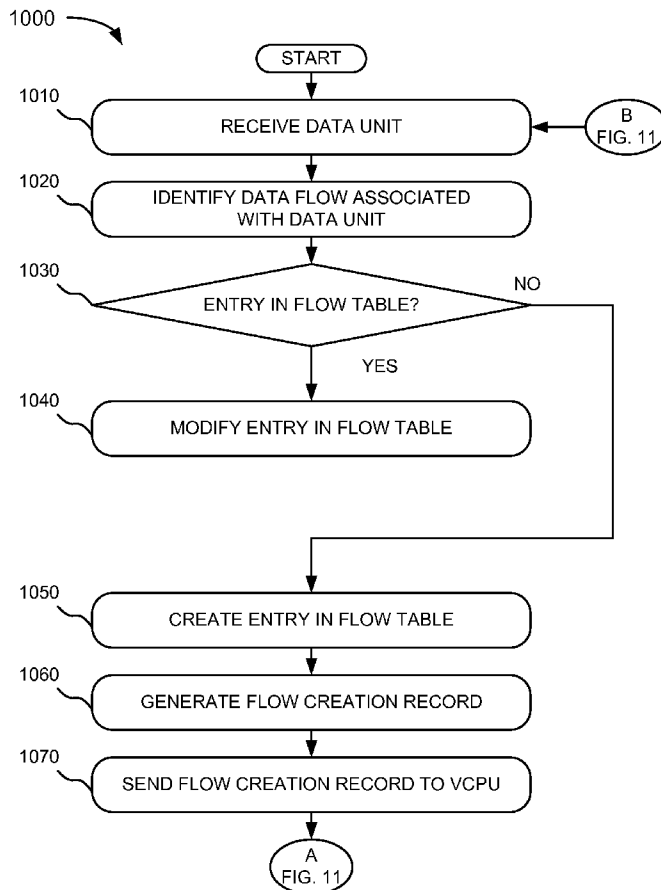 1000
START
1010
RECEIVE DATA UNIT
B
FIG. 11
1020
IDENTIFY DATA FLOW ASSOCIATED
WITH DATA UNIT
1030
ENTRY IN FLOW TABLE?
NO
YES
1040
MODIFY ENTRY IN FLOW TABLE
1050
CREATE ENTRY IN FLOW TABLE
1060
GENERATE FLOW CREATION RECORD
1070
SEND FLOW CREATION RECORD TO VCPU
A
FIG. 11